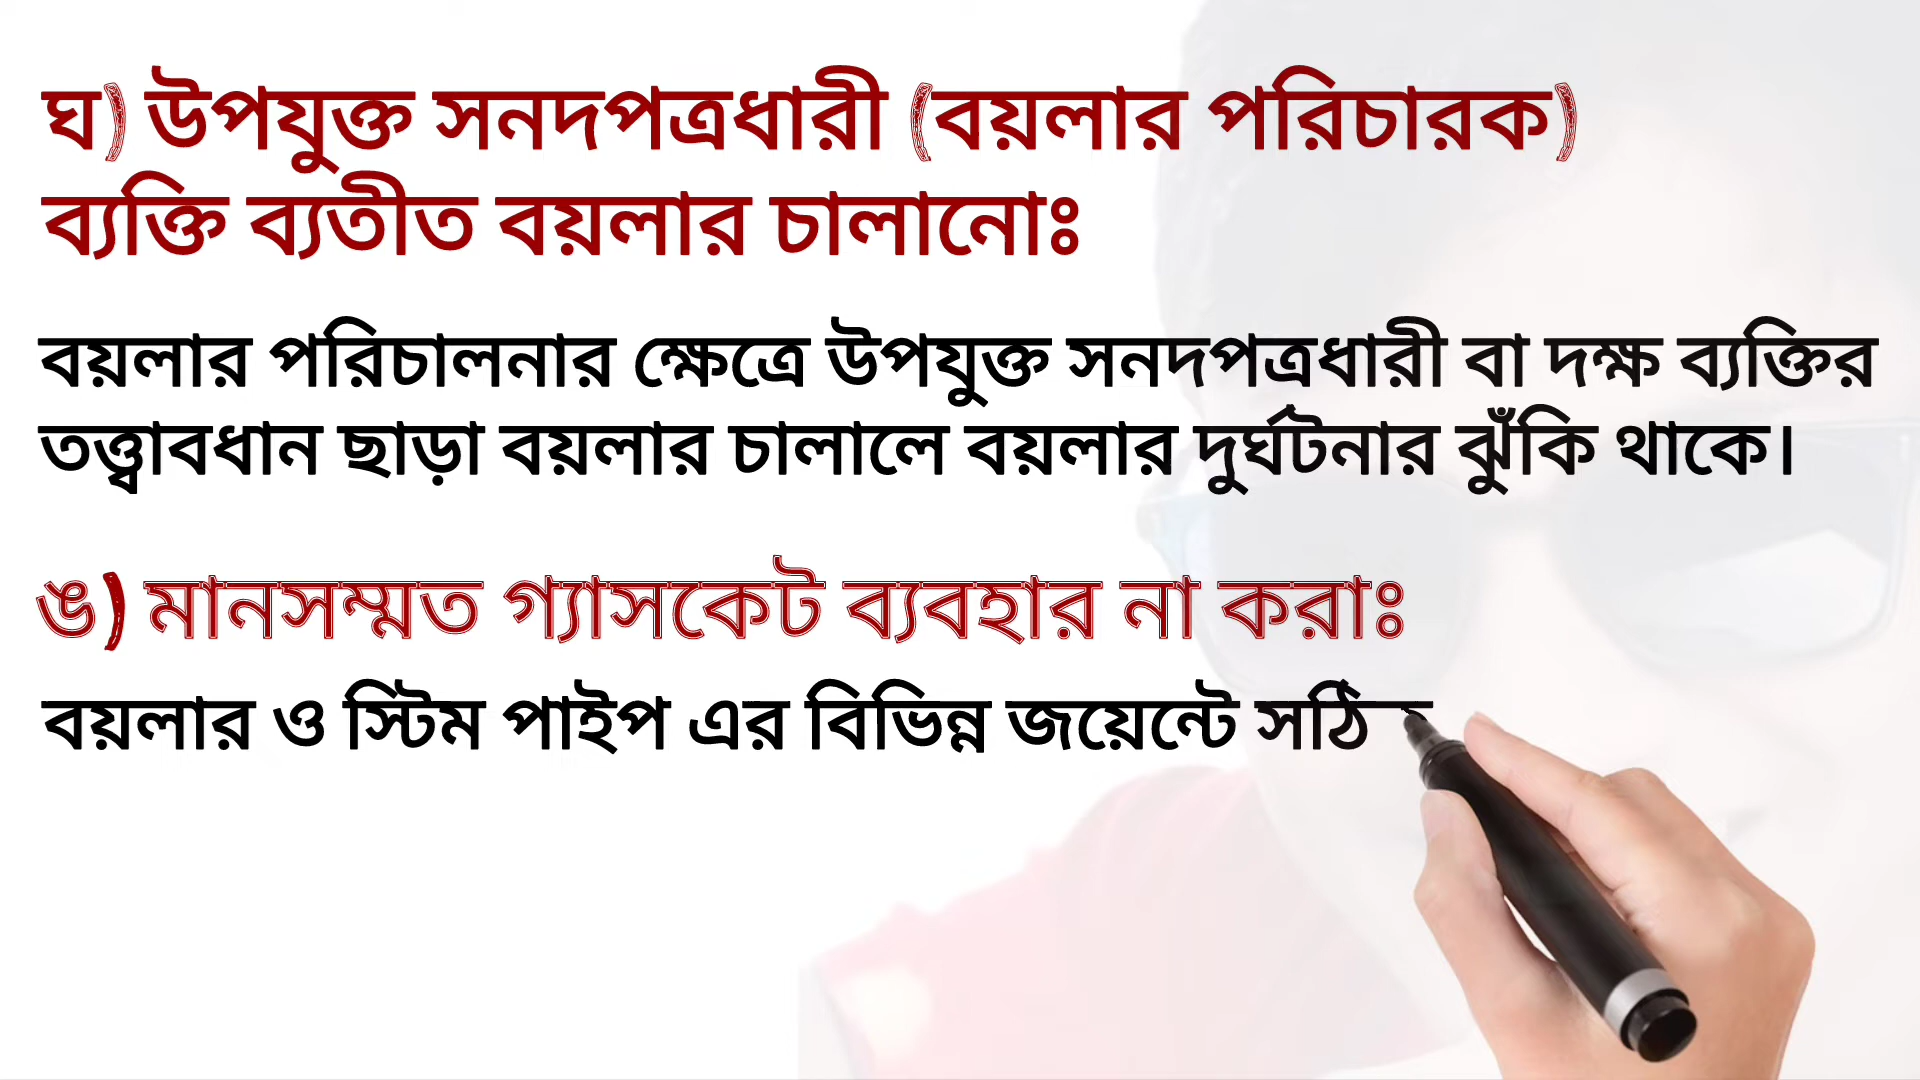 ঘ) উপযুক্ত সনদপত্রধারী (বয়লার পরিচারক)
ব্যক্তি ব্যতীত বয়লার চালানোঃ
বয়লার পরিচালনার ক্ষেত্রে উপযুক্ত সনদপত্রধারী বা দক্ষ ব্যক্তির
তত্ত্বাবধান ছাড়া বয়লার চালালে বয়লার দুর্ঘটনার ঝুঁকি থাকে।
ঙ) মানসম্মত গ্যাসকেট ব্যবহার না করাঃ
বয়লার ও স্টিম পাইপ এর বিভিন্ন জয়েন্টে সঠি